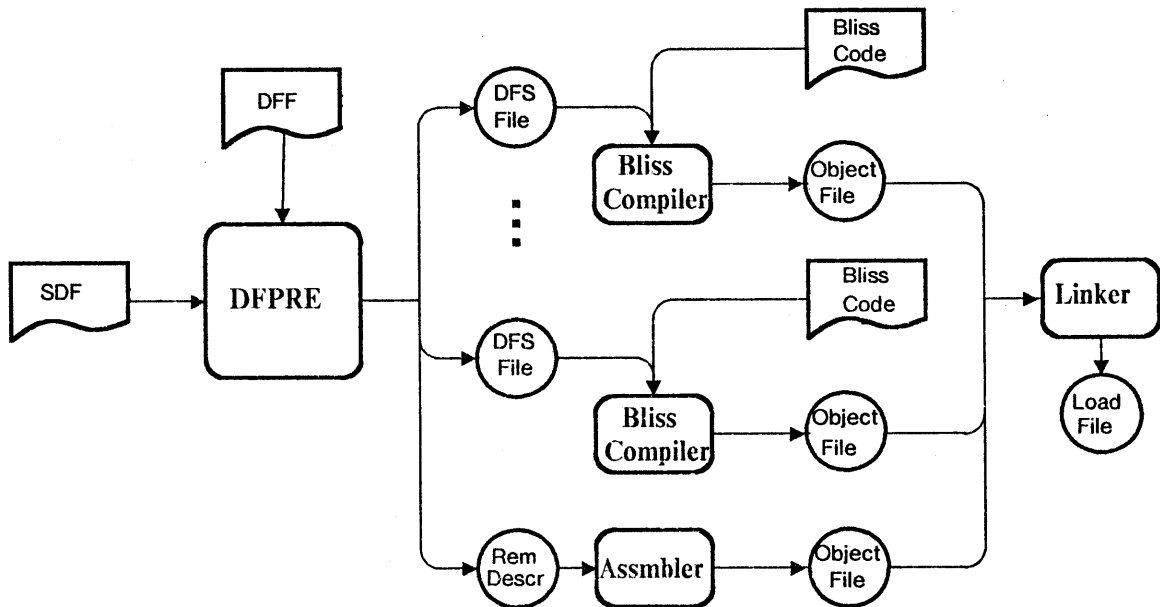 Bliss
Code
DFF
DFS
File
Bliss
Compiler
Object
File
SDF
DFPRE
Bliss
Code
Linker
DFS
File
Bliss
Compiler
Object
File
Load
File
Rem
Descr
Assmbler
Object
File